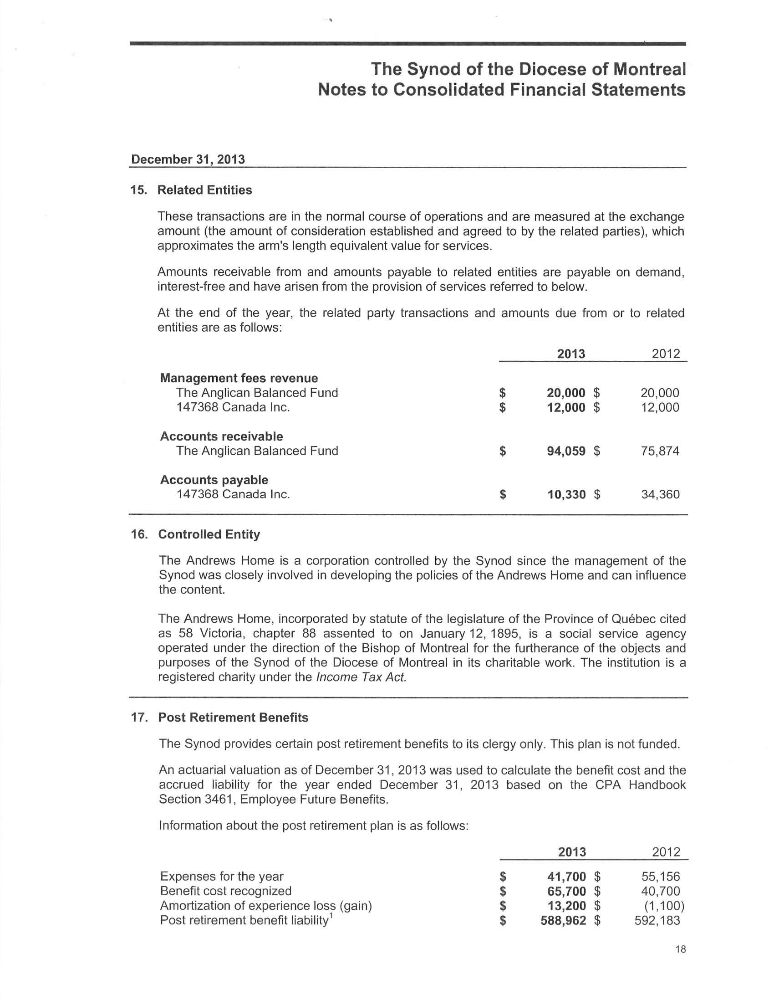 The Synod of the Diocese of Montreal
Notes to Consolidated Financial Statements
December 31, 2013
15. Related Entities
These transactions are in the normal course of operations and are measured at the exchange
amount (the amount of consideration established and agreed to by the related parties), which
approximates the arm's length equivalent value for services.
Amounts receivable from and amounts payable to related entities are payable on demand,
interest-free and have arisen from the provision of services referred to below.
At the end of the year, the related party transactions and amounts due from or to related
entities are as follows:
2013 2012
Management fees revenue
The Anglican Balanced Fund $ 20,000 $ 20,000
147368 Canada Inc. $ 12,000 $ 12,000
Accounts receivable
The Anglican Balanced Fund $ 94,059 $ 75,874
Accounts payable
147368 Canada Inc. $ 10,330 $ 34,360
16. Controlled Entity
The Andrews Home is a corporation controlled by the Synod since the management of the
Synod was closely involved in developing the policies of the Andrews Home and can influence
the content.
The Andrews Home, incorporated by statute of the legislature of the Province of Québec cited
as 58 Victoria, chapter 88 assented to on January 12, 1895, is a social service agency
operated under the direction of the Bishop of Montreal for the furtherance of the objects and
purposes of the Synod of the Diocese of Montreal in its charitable work. The institution is a
registered charity under the Income Tax Act.
17. Post Retirement Benefits
The Synod provides certain post retirement benefits to its clergy only. This plan is not funded.
An actuarial valuation as of December 31, 2013 was used to calculate the benefit cost and the
accrued liability for the year ended December 31, 2013 based on the CPA Handbook
Section 3461, Employee Future Benefits.
Information about the post retirement plan is as follows:
2013 2012
Expenses for the year $ 41,700 $ 55,156
Benefit cost recognized $ 65,700 $ 40,700
Amortization of experience loss (gain) $ 13,200 $ (1,100)
Post retirement benefit liability¹ $ 588,962 $ 592,183
18